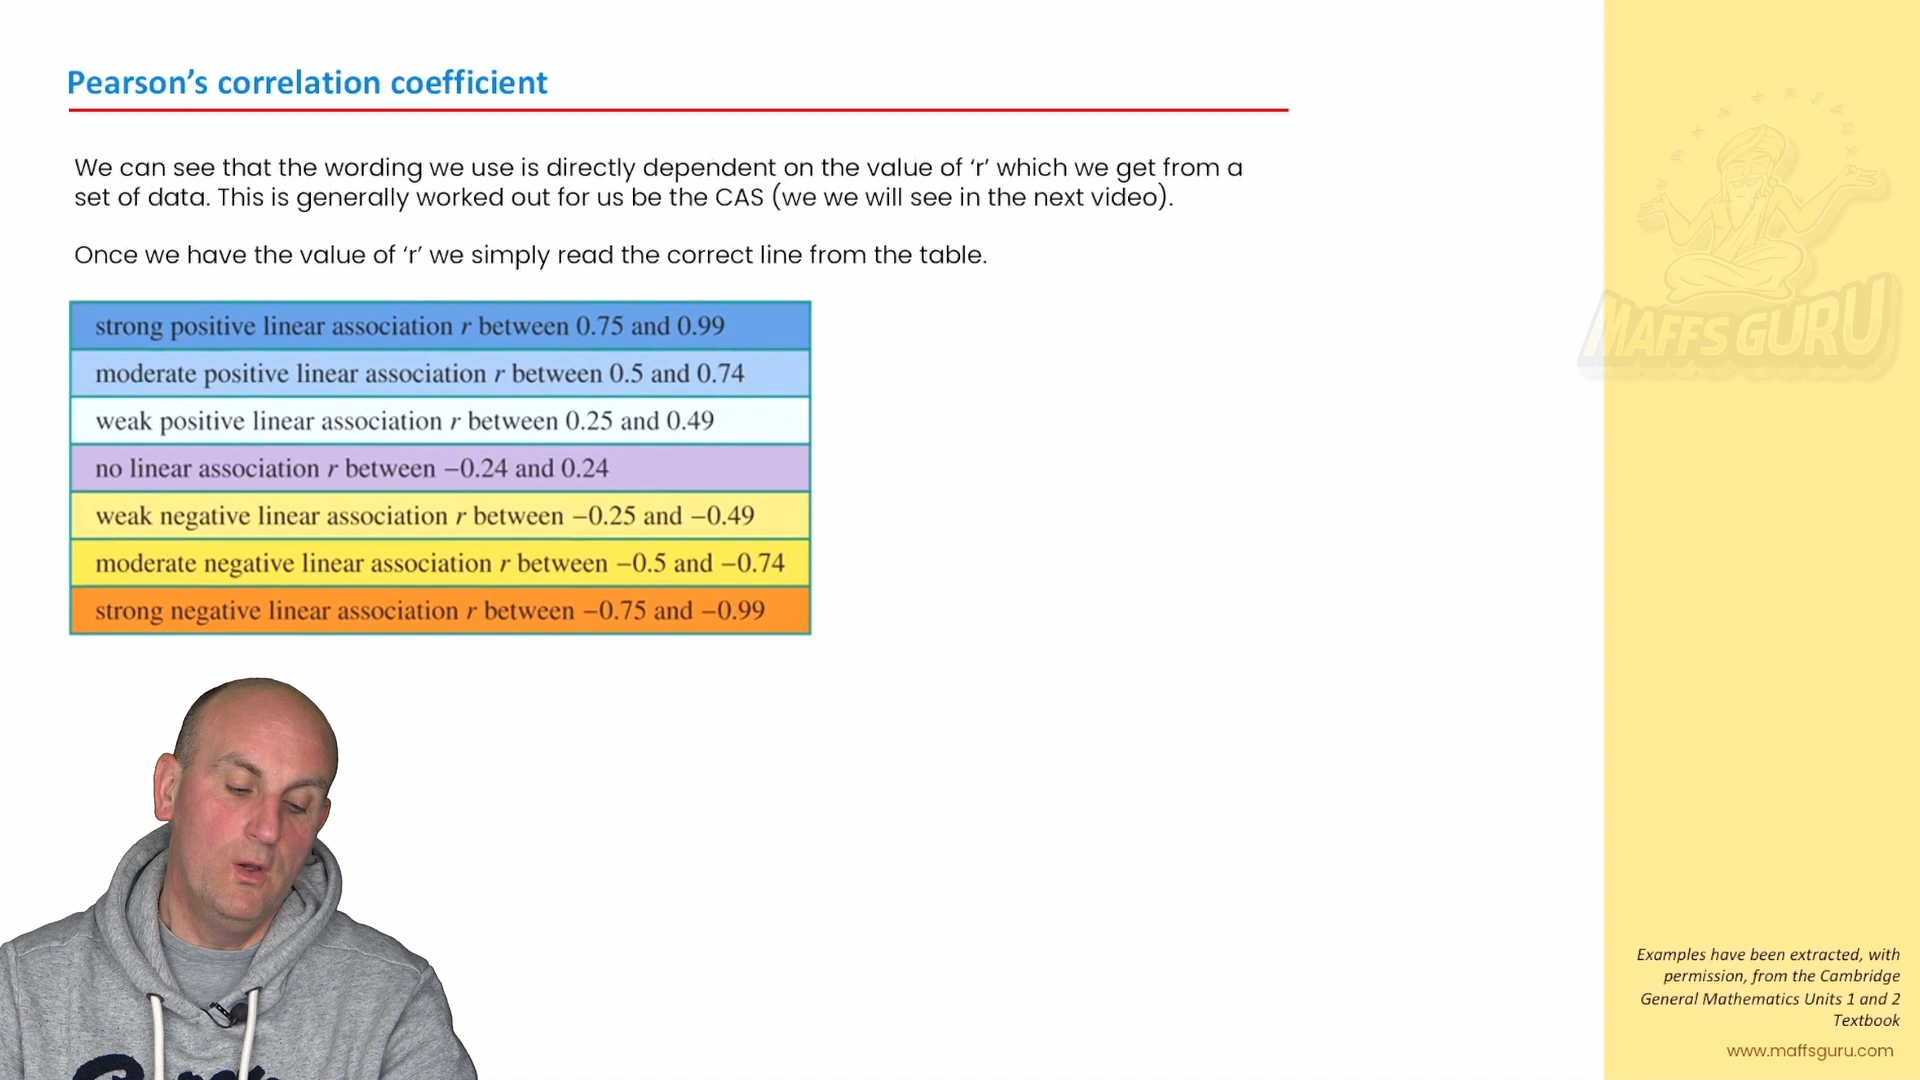 Pearson’s correlation coefficient
We can see that the wording we use is directly dependent on the value of ‘r’ which we get from a
set of data. This is generally worked out for us be the CAS (we we will see in the next video).
Once we have the value of ‘r’ we simply read the correct line from the table.
strong positive linear association r between 0.75 and 0.99
moderate positive linear association r between 0.5 and 0.74
weak positive linear association r between 0.25 and 0.49
no linear association r between −0.24 and 0.24
weak negative linear association r between −0.25 and −0.49
moderate negative linear association r between −0.5 and −0.74
strong negative linear association r between −0.75 and −0.99
MAFFS GURU
Examples have been extracted, with
permission, from the Cambridge
General Mathematics Units 1 and 2
Textbook
www.maffsguru.com